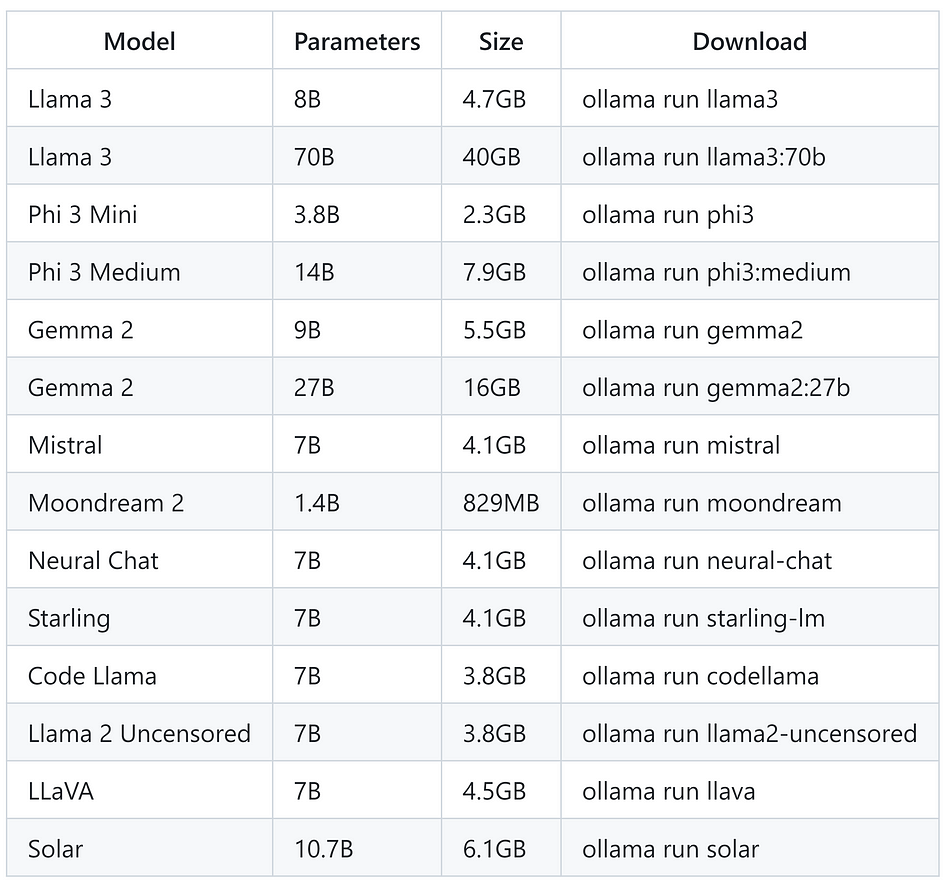 Model Parameters Size Download
Llama 3 8B 4.7GB ollama run llama3
Llama 3 70B 40GB ollama run llama3:70b
Phi 3 Mini 3.8B 2.3GB ollama run phi3
Phi 3 Medium 14B 7.9GB ollama run phi3:medium
Gemma 2 9B 5.5GB ollama run gemma2
Gemma 2 27B 16GB ollama run gemma2:27b
Mistral 7B 4.1GB ollama run mistral
Moondream 2 1.4B 829MB ollama run moondream
Neural Chat 7B 4.1GB ollama run neural-chat
Starling 7B 4.1GB ollama run starling-lm
Code Llama 7B 3.8GB ollama run codellama
Llama 2 Uncensored 7B 3.8GB ollama run llama2-uncensored
LLaVA 7B 4.5GB ollama run llava
Solar 10.7B 6.1GB ollama run solar